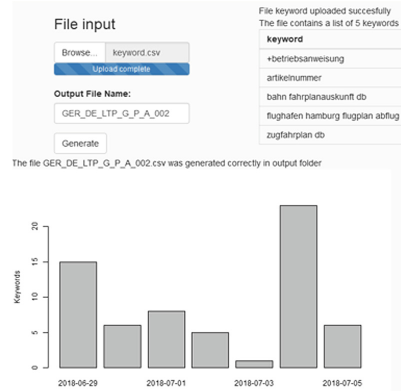 File input
Browse... keyword.csv
Upload complete
Output File Name:
GER_DE_LTP_G_P_A_002
Generate
File keyword uploaded succesfully
The file contains a list of 5 keywords
keyword
+betriebsanweisung
artikelnummer
bahn fahrplanauskunft db
flughafen hamburg flugplan abflug
zugfahrplan db
The file GER_DE_LTP_G_P_A_002.csv was generated correctly in output folder
Keywords
20
15
10
5
0
2018-06-29 2018-07-01 2018-07-03 2018-07-05